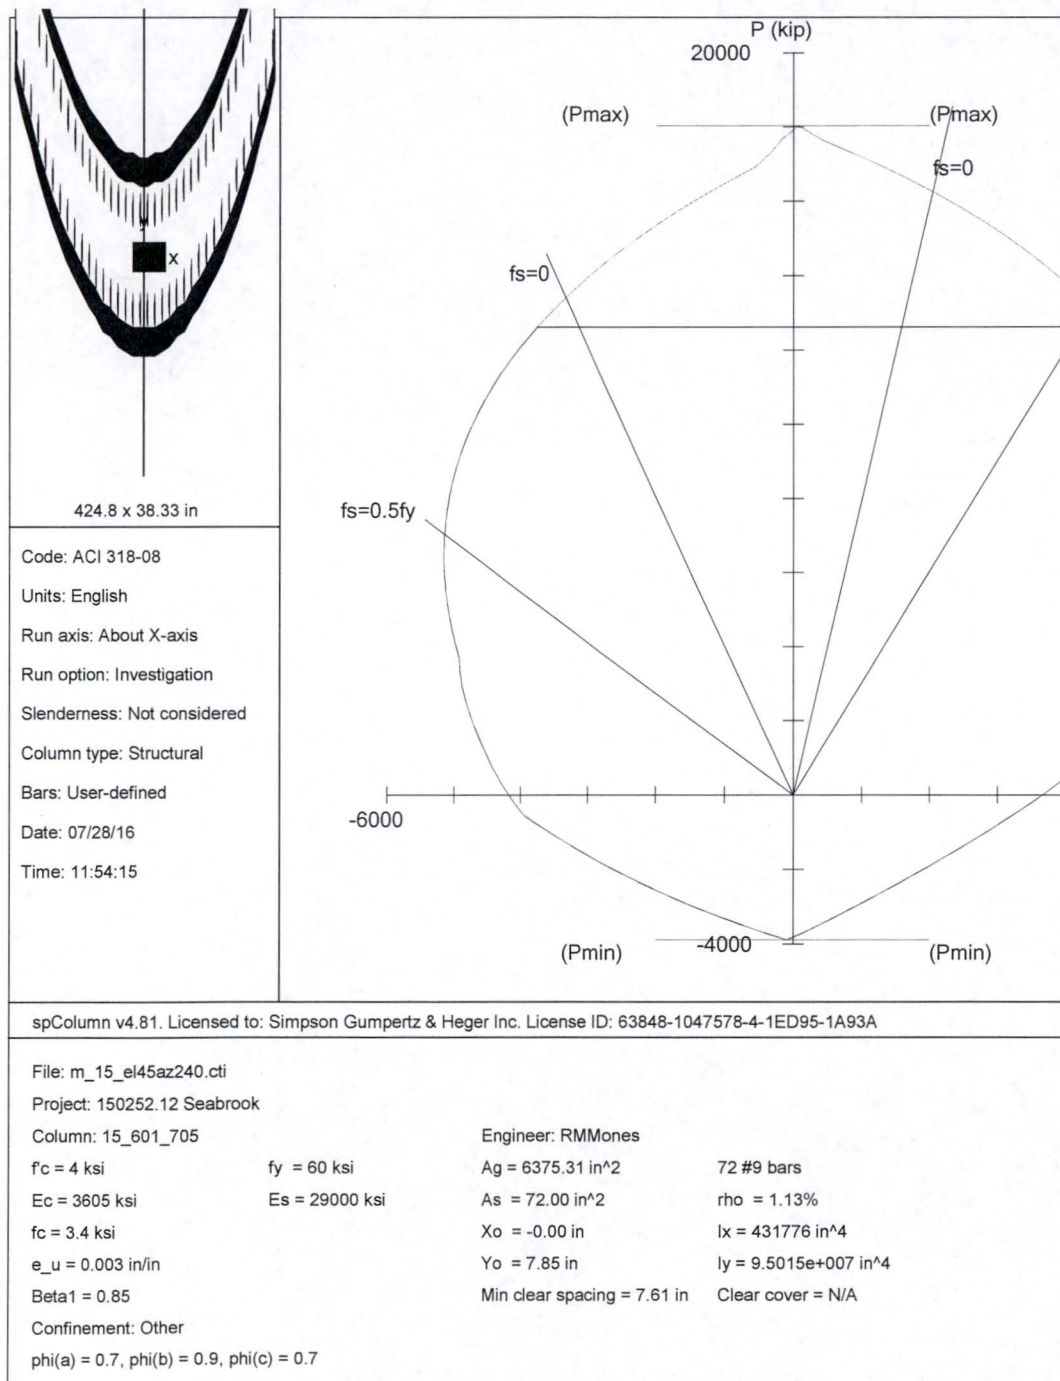 P (kip)
20000
(Pmax)
(Pmax)
fs=0
fs=0
x
fs=0.5fy
424.8 x 38.33 in
Code: ACI 318-08
Units: English
Run axis: About X-axis
Run option: Investigation
Slenderness: Not considered
Column type: Structural
Bars: User-defined
Date: 07/28/16
Time: 11:54:15
-6000
-4000
(Pmin)
(Pmin)
spColumn v4.81. Licensed to: Simpson Gumpertz & Heger Inc. License ID: 63848-1047578-4-1ED95-1A93A
File: m_15_el45az240.cti
Project: 150252.12 Seabrook
Column: 15_601_705 Engineer: RMMones
f'c = 4 ksi fy = 60 ksi Ag = 6375.31 in^2 72 #9 bars
Ec = 3605 ksi Es = 29000 ksi As = 72.00 in^2 rho = 1.13%
fc = 3.4 ksi Xo = -0.00 in Ix = 431776 in^4
e_u = 0.003 in/in Yo = 7.85 in Iy = 9.5015e+007 in^4
Beta1 = 0.85 Min clear spacing = 7.61 in Clear cover = N/A
Confinement: Other
phi(a) = 0.7, phi(b) = 0.9, phi(c) = 0.7